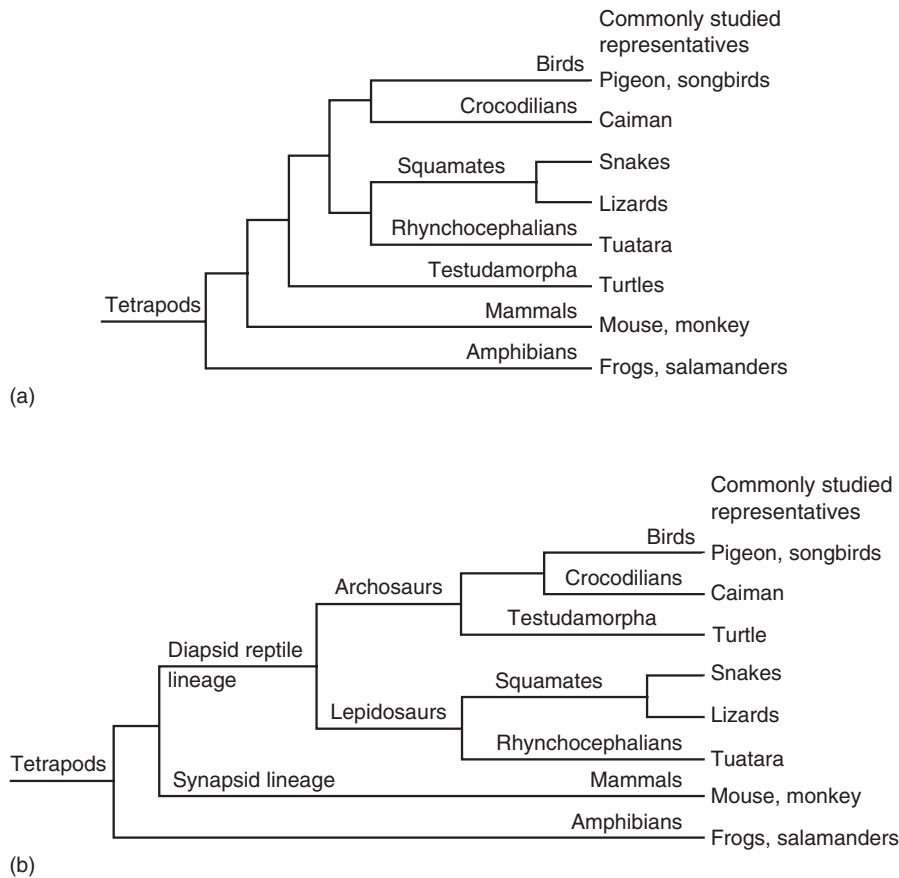 Commonly studied
representatives
Birds
Pigeon, songbirds
Crocodilians
Caiman
Squamates
Snakes
Lizards
Rhynchocephalians
Tuatara
Testudamorpha
Turtles
Tetrapods
Mammals
Mouse, monkey
Amphibians
Frogs, salamanders
(a)
Commonly studied
representatives
Birds
Pigeon, songbirds
Archosaurs
Crocodilians
Caiman
Testudamorpha
Turtle
Diapsid reptile
lineage
Squamates
Snakes
Lepidosaurs
Lizards
Rhynchocephalians
Tuatara
Tetrapods
Synapsid lineage
Mammals
Mouse, monkey
Amphibians
Frogs, salamanders
(b)